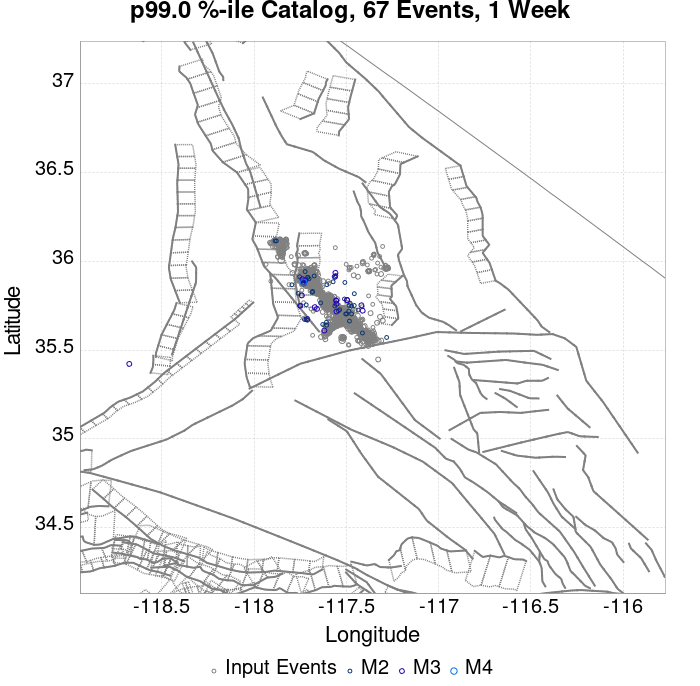 p99.0 %-ile Catalog, 67 Events, 1 Week
37
36.5
36
35.5
35
34.5
Latitude
-118.5 -118 -117.5 -117 -116.5 -116
Longitude
Input Events M2 M3 M4